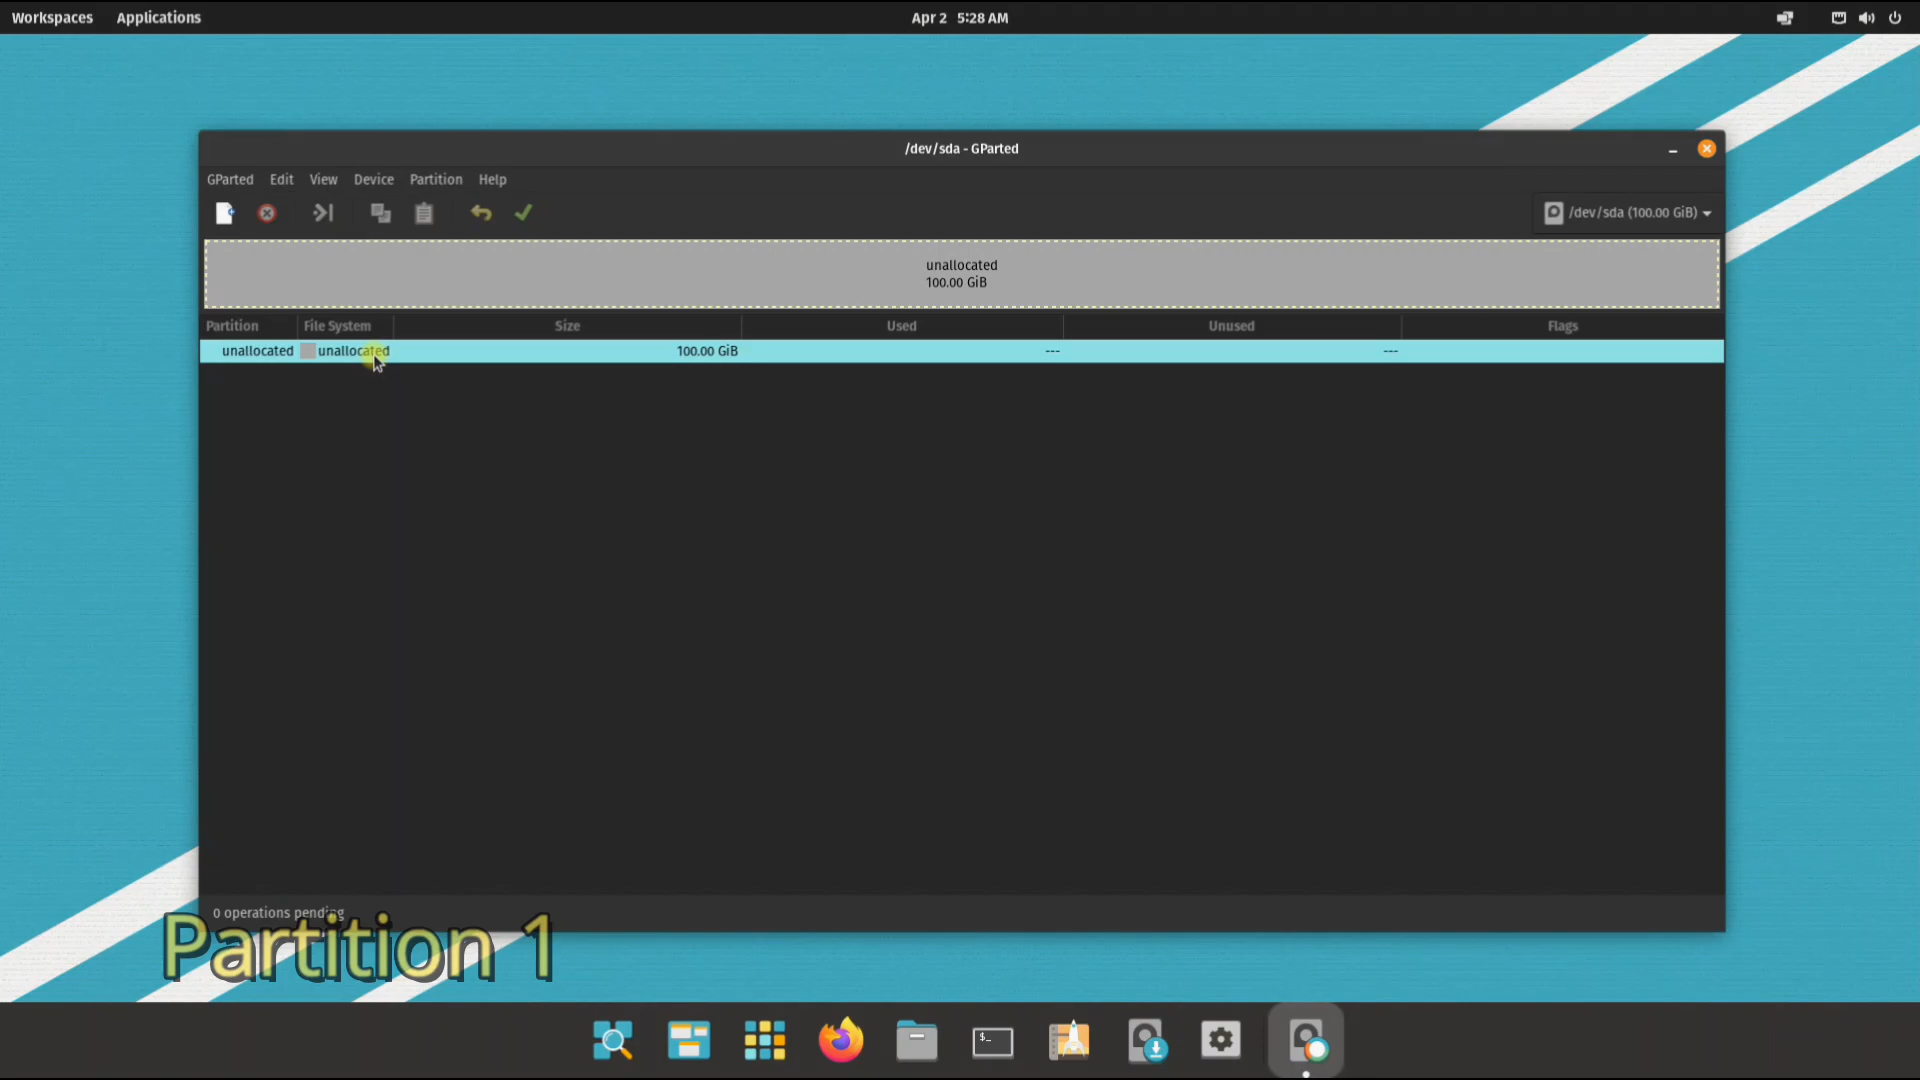 Workspaces Applications Apr 2 5:28 AM
/dev/sda - GParted
GParted Edit View Device Partition Help
/dev/sda (100.00 GiB)
unallocated
100.00 GiB
Partition File System Size Used Unused Flags
unallocated unallocated 100.00 GiB --- ---
0 operations pending
Partition 1
$_